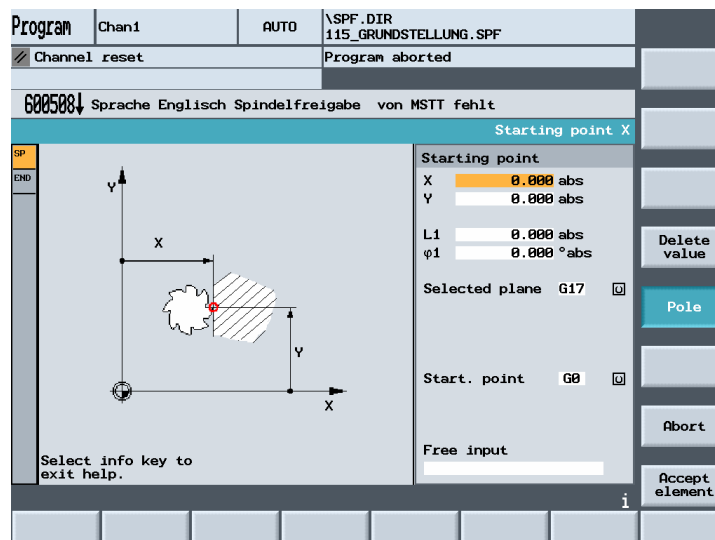 Program Chan1 AUTO \SPF.DIR
115_GRUNDSTELLUNG.SPF
Channel reset Program aborted
600508↓ Sprache Englisch Spindelfreigabe von MSTT fehlt
Starting point X
SP
END
Y
X
Y
X
Select info key to
exit help.
Starting point
X 0.000 abs
Y 0.000 abs
L1 0.000 abs
φ1 0.000 °abs
Selected plane G17 U
Start. point G0 U
Free input
i
Delete
value
Pole
Abort
Accept
element